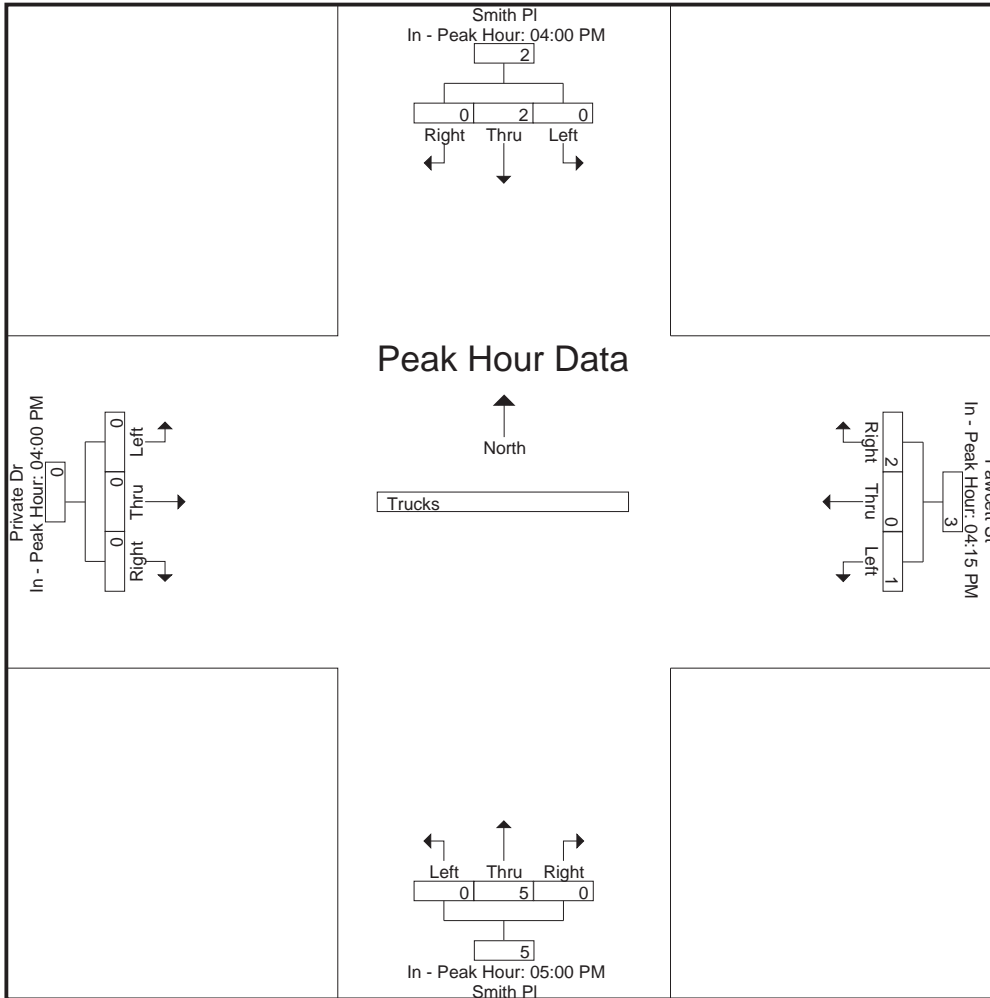 Smith Pl
In - Peak Hour: 04:00 PM
2
0 2 0
Right Thru Left
Peak Hour Data
North
Trucks
Private Dr
In - Peak Hour: 04:00 PM
0
0 0 0
Left Thru Right
In - Peak Hour: 04:15 PM
3
2 0 1
Right Thru Left
Left Thru Right
0 5 0
5
In - Peak Hour: 05:00 PM
Smith Pl